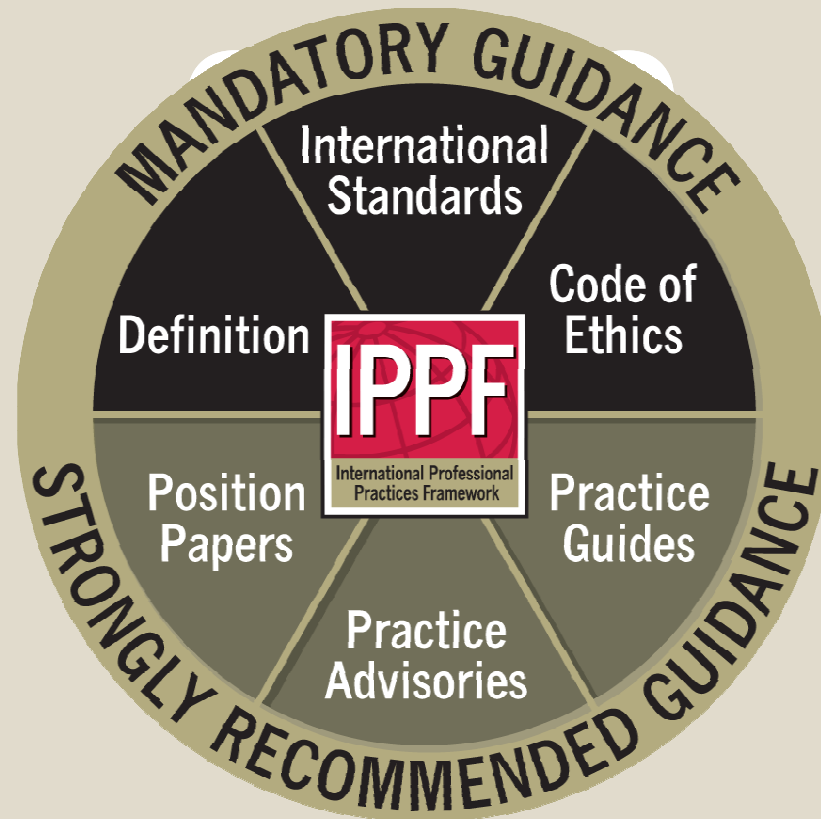 MANDATORY GUIDANCE
International
Standards
Definition
Code of
Ethics
IPPF
International Professional
Practices Framework
Position
Papers
Practice
Guides
Practice
Advisories
STRONGLY RECOMMENDED GUIDANCE